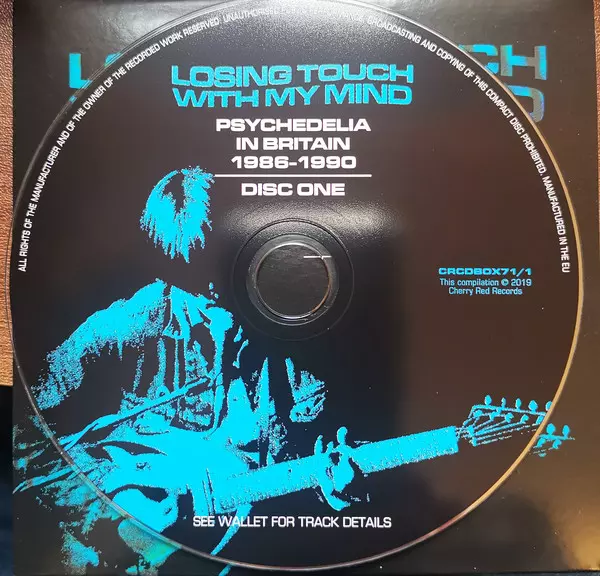 ALL RIGHTS OF THE MANUFACTURER AND OF THE OWNER OF THE RECORDED WORK RESERVED. UNAUTHORISED BROADCASTING AND COPYING OF THIS COMPACT DISC PROHIBITED. MANUFACTURED IN THE EU
LOSING TOUCH
WITH MY MIND
PSYCHEDELIA
IN BRITAIN
1986-1990
DISC ONE
CRCDBOX71/1
This compilation © 2019
Cherry Red Records
SEE WALLET FOR TRACK DETAILS